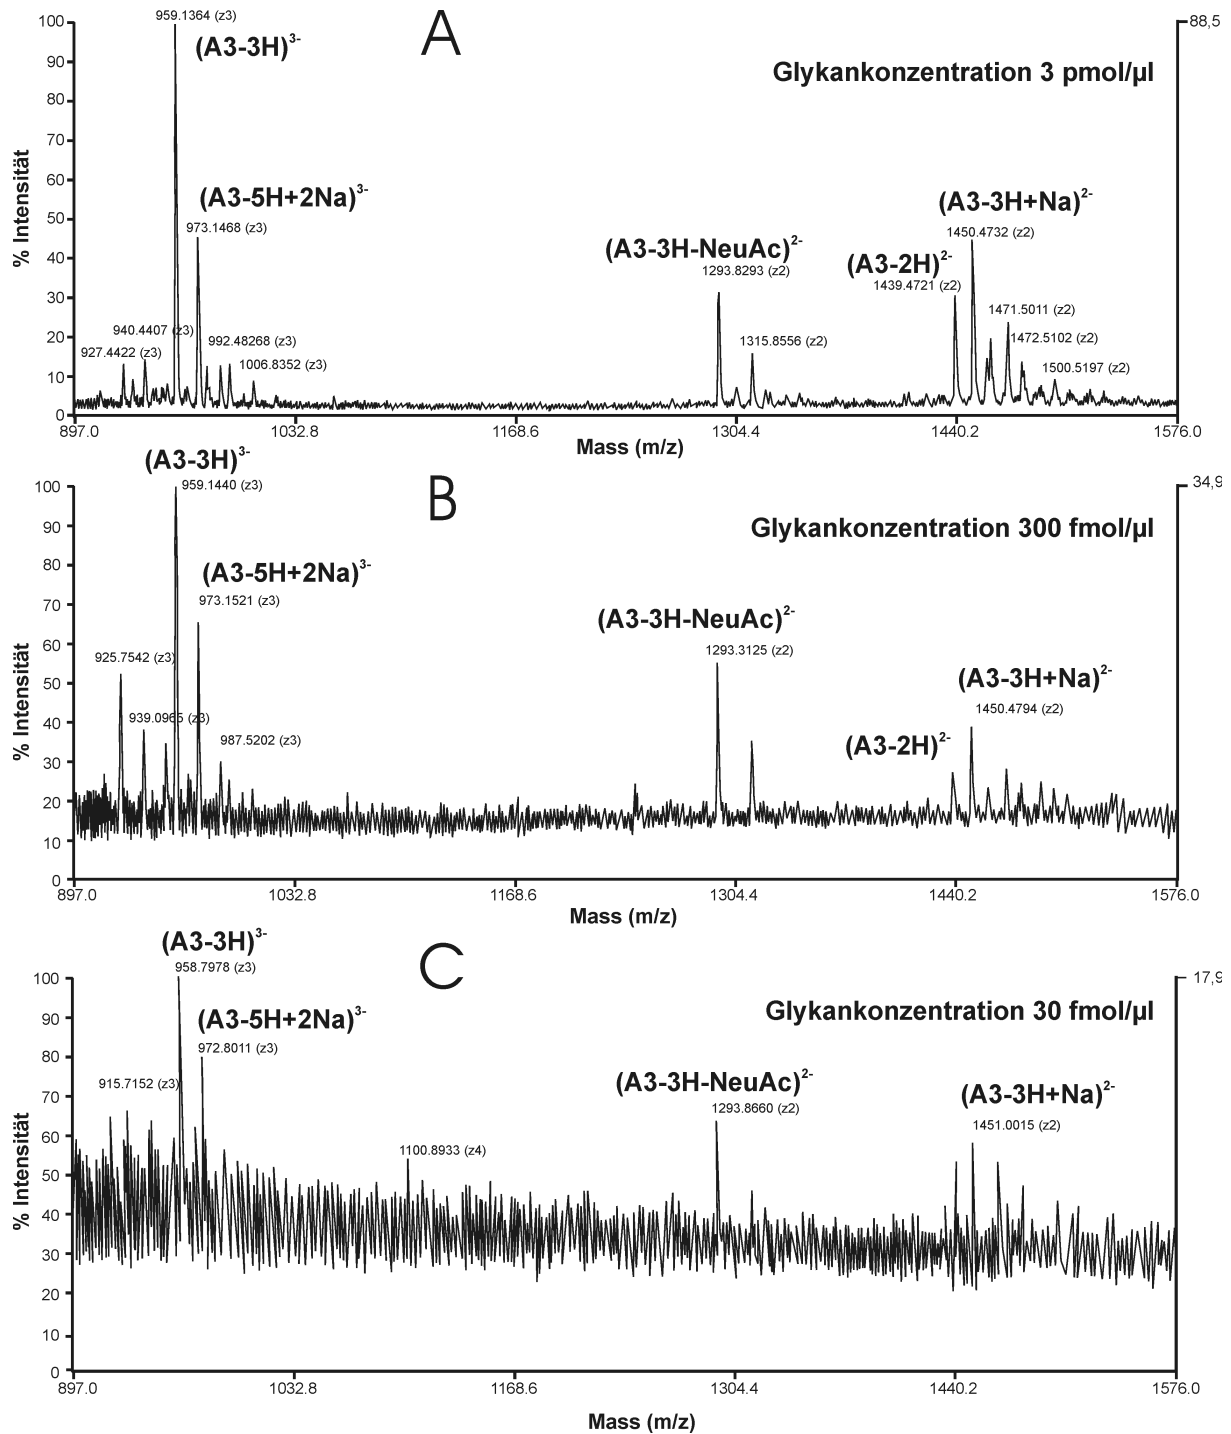 A
Glykankonzentration 3 pmol/µl
88,5
% Intensität
100
90
80
70
60
50
40
30
20
10
0
959.1364 (z3)
(A3-3H)3-
(A3-5H+2Na)3-
973.1468 (z3)
940.4407 (z3)
927.4422 (z3)
992.48268 (z3)
1006.8352 (z3)
(A3-3H-NeuAc)2-
1293.8293 (z2)
1315.8556 (z2)
(A3-3H+Na)2-
1450.4732 (z2)
(A3-2H)2-
1439.4721 (z2)
1471.5011 (z2)
1472.5102 (z2)
1500.5197 (z2)
897.0 1032.8 1168.6 1304.4 1440.2 1576.0
Mass (m/z)
B
Glykankonzentration 300 fmol/µl
34,9
% Intensität
100
90
80
70
60
50
40
30
20
10
0
(A3-3H)3-
959.1440 (z3)
(A3-5H+2Na)3-
973.1521 (z3)
925.7542 (z3)
939.0965 (z3)
987.5202 (z3)
(A3-3H-NeuAc)2-
1293.3125 (z2)
(A3-3H+Na)2-
1450.4794 (z2)
(A3-2H)2-
897.0 1032.8 1168.6 1304.4 1440.2 1576.0
Mass (m/z)
C
Glykankonzentration 30 fmol/µl
17,9
% Intensität
100
90
80
70
60
50
40
30
20
10
0
(A3-3H)3-
958.7978 (z3)
(A3-5H+2Na)3-
972.8011 (z3)
915.7152 (z3)
1100.8933 (z4)
(A3-3H-NeuAc)2-
1293.8660 (z2)
(A3-3H+Na)2-
1451.0015 (z2)
897.0 1032.8 1168.6 1304.4 1440.2 1576.0
Mass (m/z)